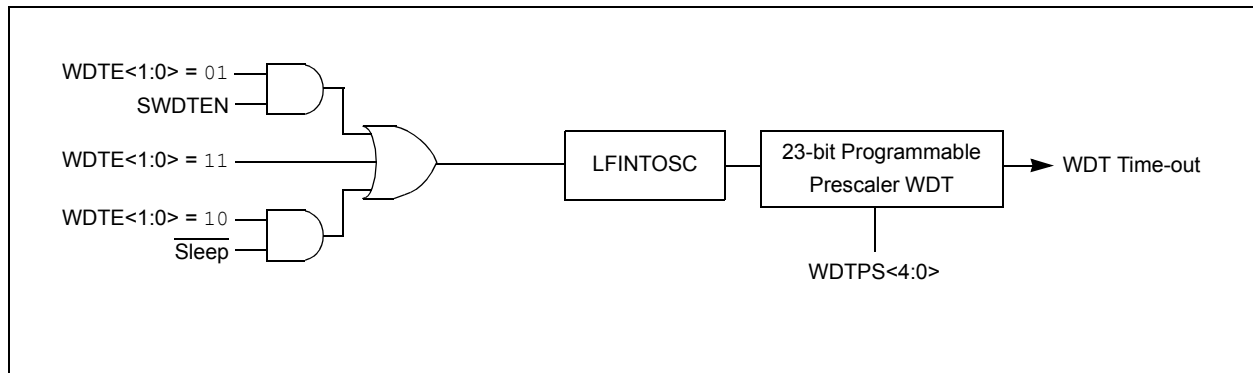 WDTE<1:0> = 01
SWDTEN
WDTE<1:0> = 11
WDTE<1:0> = 10
Sleep
LFINTOSC
23-bit Programmable
Prescaler WDT
WDT Time-out
WDTPS<4:0>